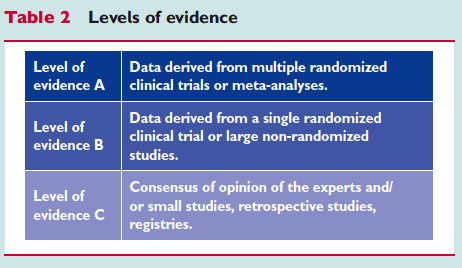 Table 2 Levels of evidence
Level of
evidence A
Data derived from multiple randomized
clinical trials or meta-analyses.
Level of
evidence B
Data derived from a single randomized
clinical trial or large non-randomized
studies.
Level of
evidence C
Consensus of opinion of the experts and/
or small studies, retrospective studies,
registries.